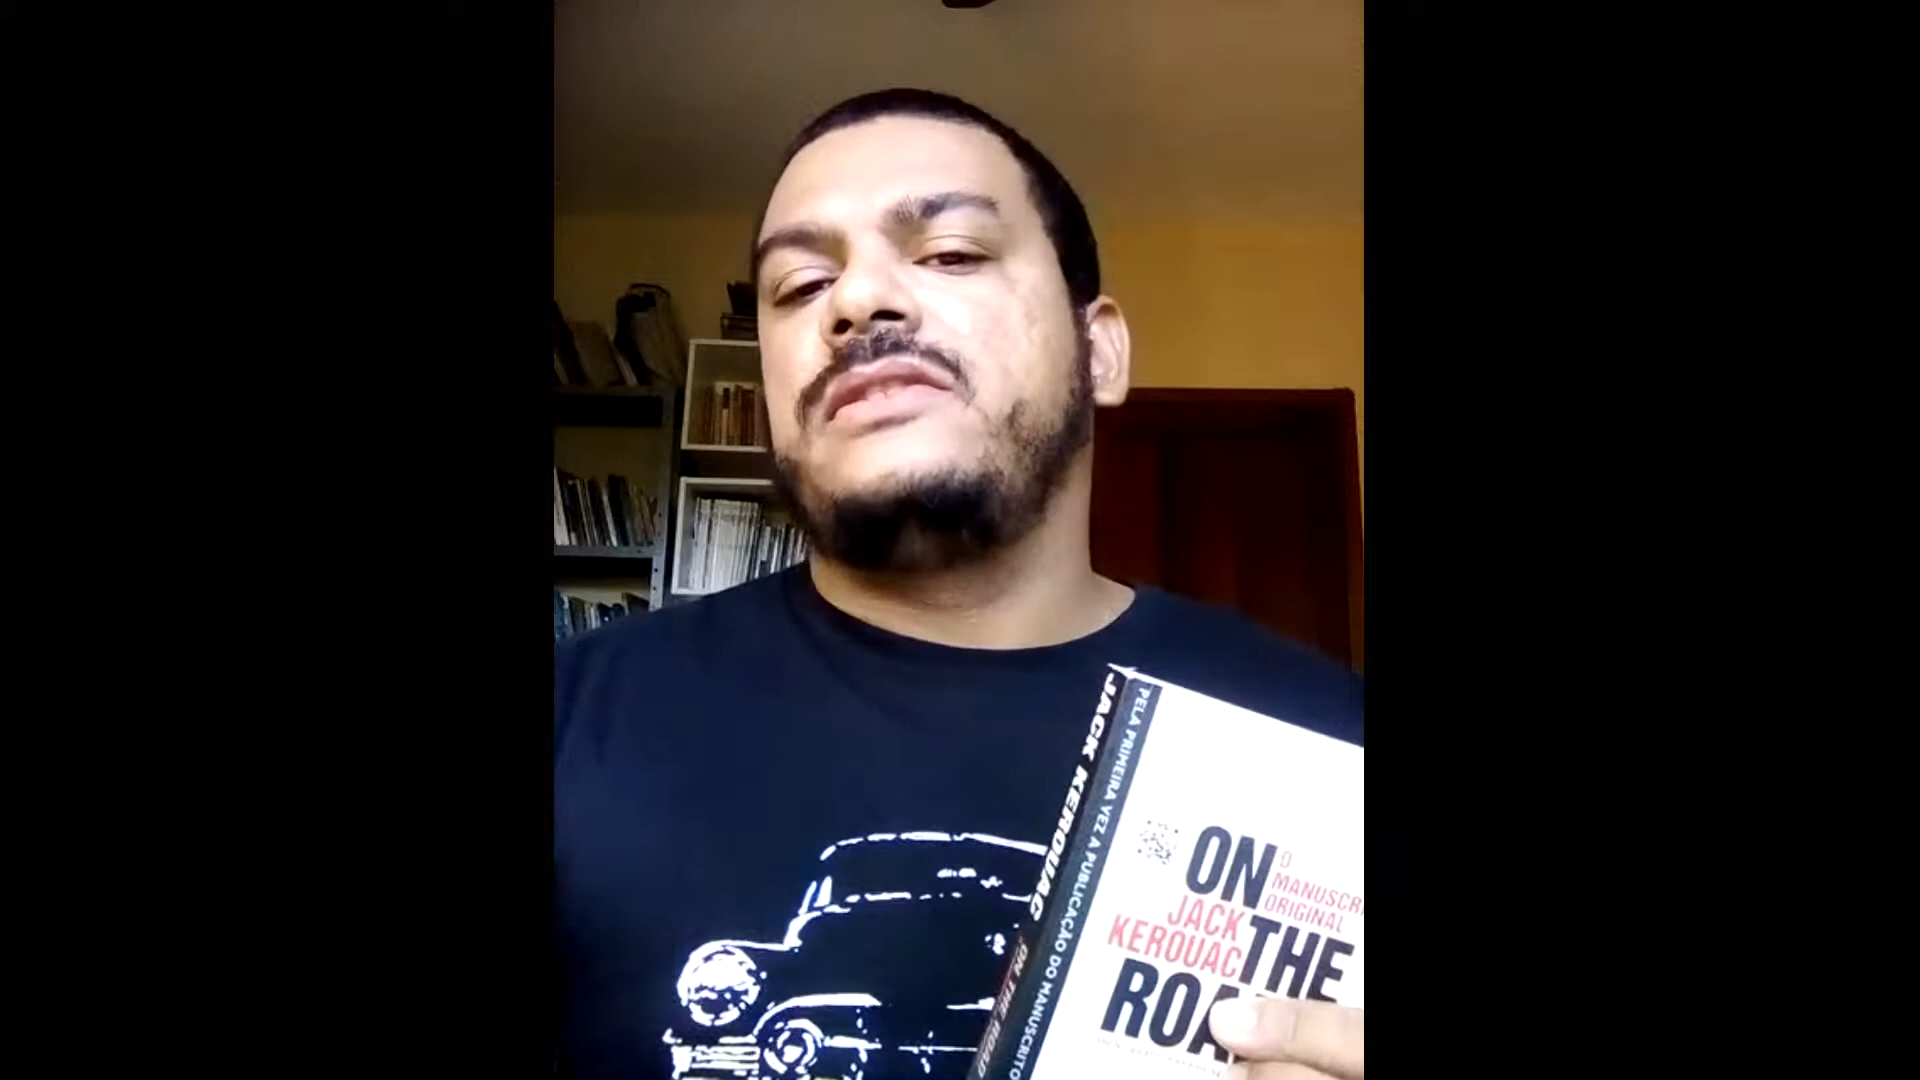 JACK KEROUAC ON THE ROAD
PELA PRIMEIRA VEZ A PUBLICAÇÃO DO MANUSCRITO
ON
O
MANUSCRI
ORIGINAL
JACK
KEROUAC
THE
ROA